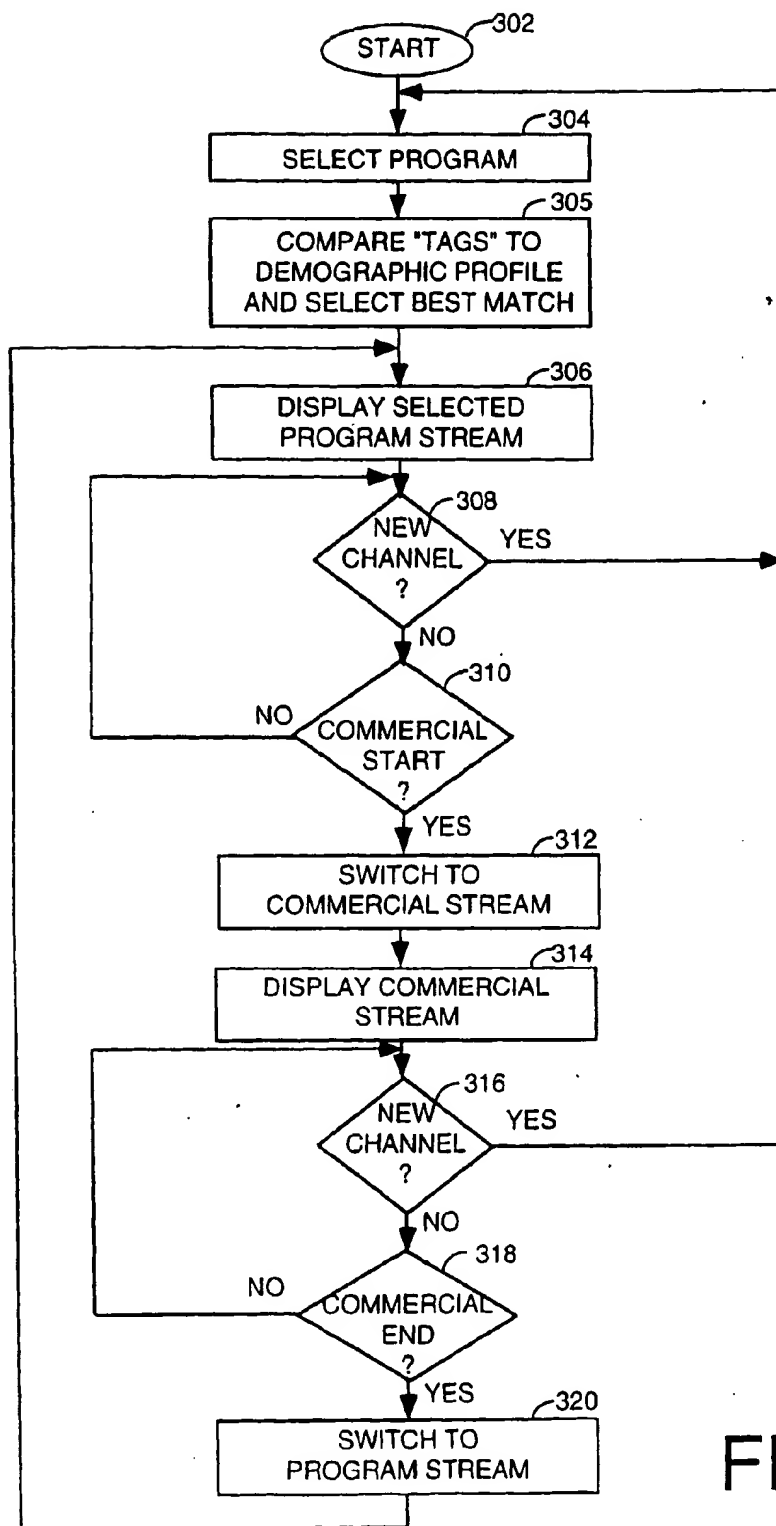 302
START
304
SELECT PROGRAM
305
COMPARE "TAGS" TO
DEMOGRAPHIC PROFILE
AND SELECT BEST MATCH
306
DISPLAY SELECTED
PROGRAM STREAM
308
NEW
CHANNEL
?
YES
NO
310
NO
COMMERCIAL
START
?
YES
312
SWITCH TO
COMMERCIAL STREAM
314
DISPLAY COMMERCIAL
STREAM
316
NEW
CHANNEL
?
YES
NO
318
NO
COMMERCIAL
END
?
YES
320
SWITCH TO
PROGRAM STREAM